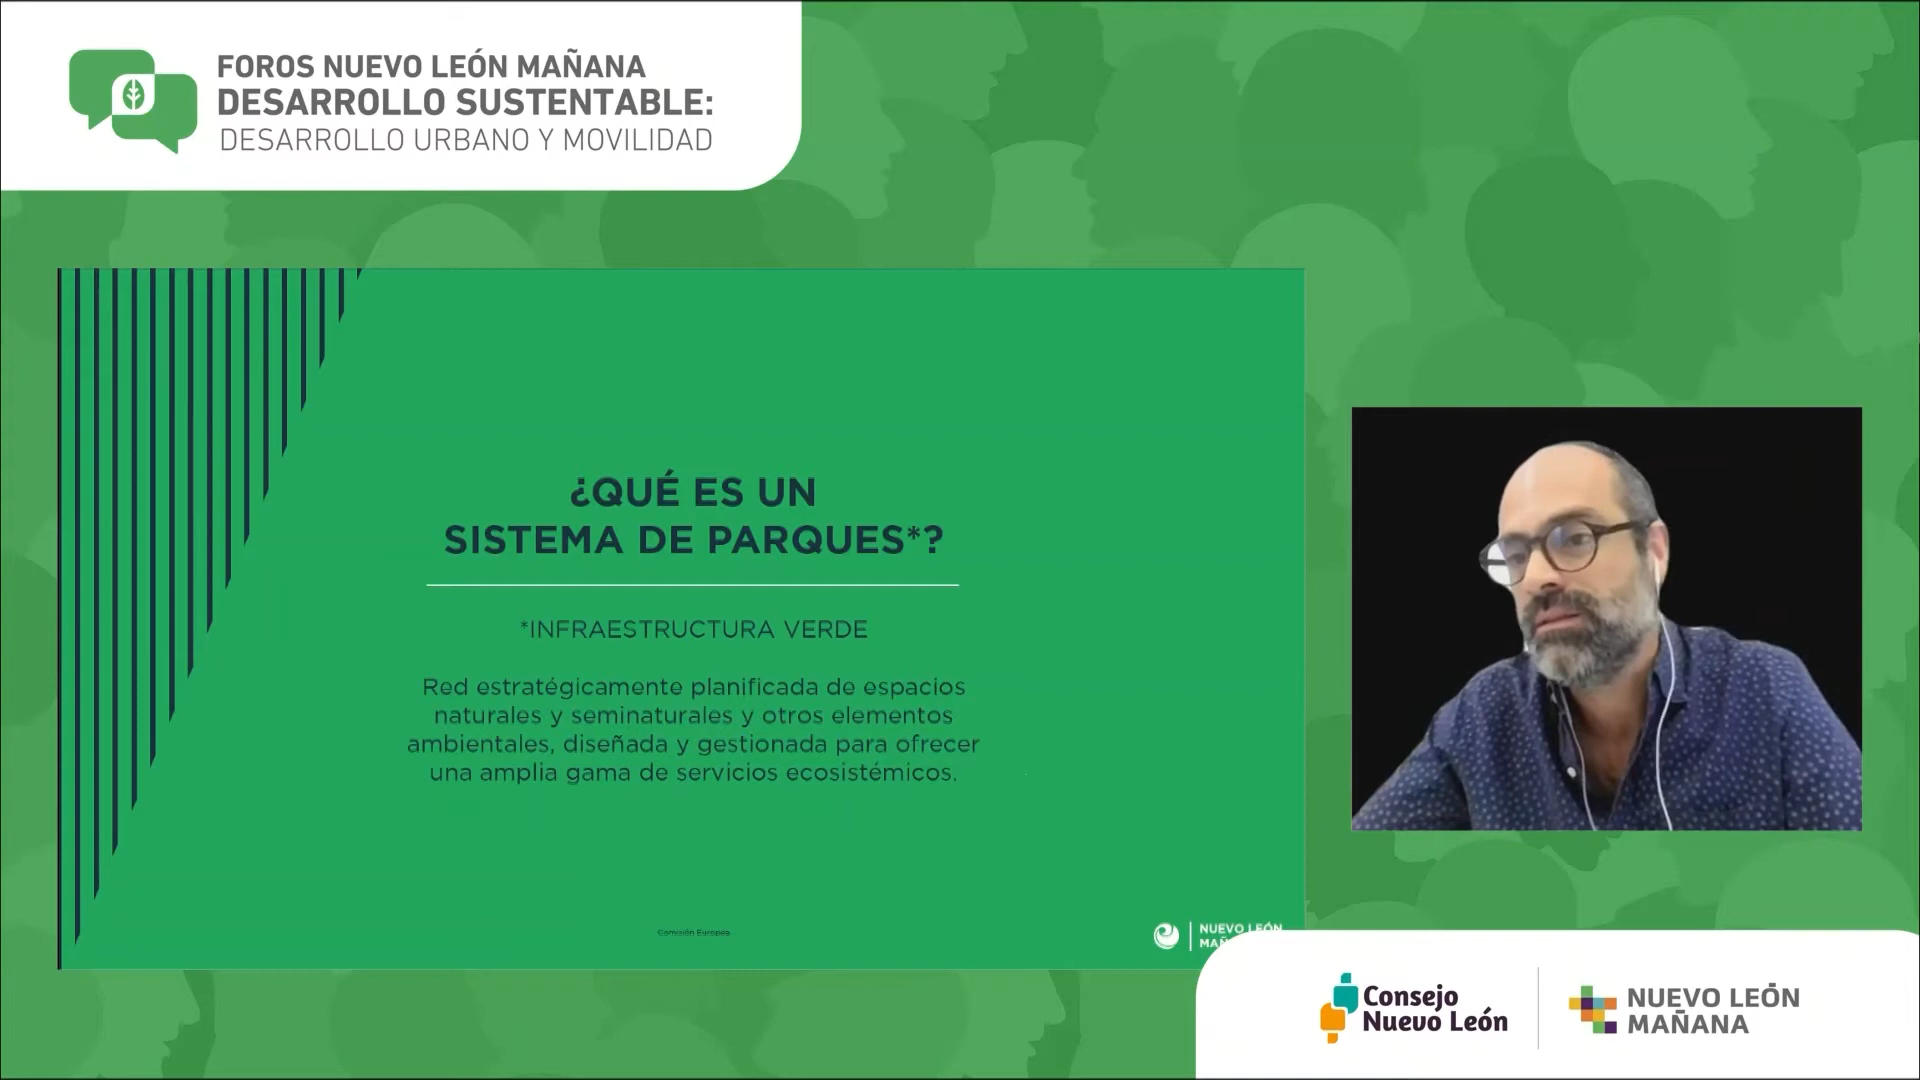 FOROS NUEVO LEÓN MAÑANA
DESARROLLO SUSTENTABLE:
DESARROLLO URBANO Y MOVILIDAD
¿QUÉ ES UN
SISTEMA DE PARQUES*?
*INFRAESTRUCTURA VERDE
Red estratégicamente planificada de espacios
naturales y seminaturales y otros elementos
ambientales, diseñada y gestionada para ofrecer
una amplia gama de servicios ecosistémicos.
Comisión Europea
NUEVO LEÓN
Consejo
Nuevo León
NUEVO LEÓN
MAÑANA